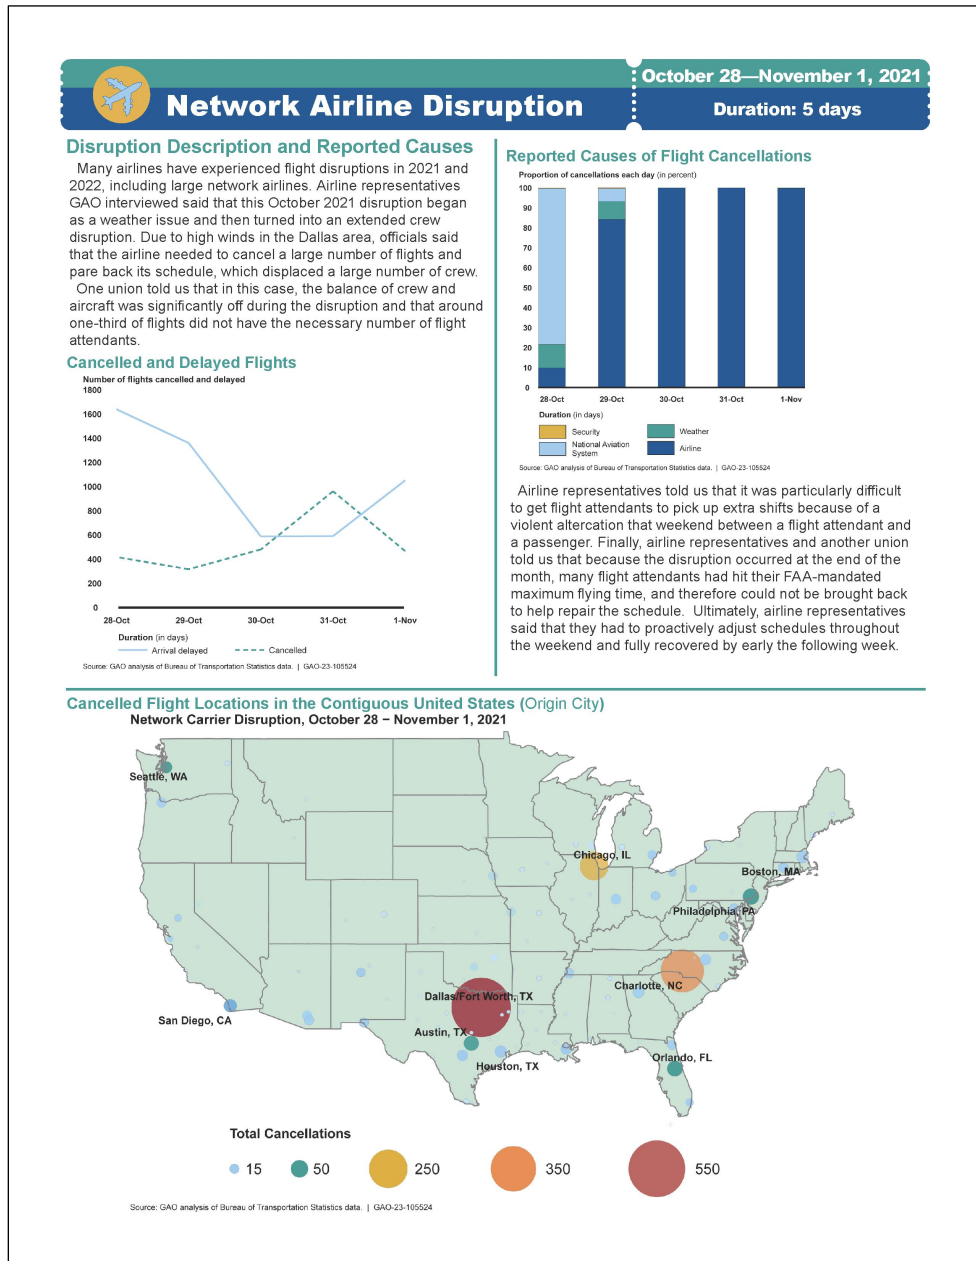 October 28—November 1, 2021
Network Airline Disruption
Duration: 5 days
Disruption Description and Reported Causes
Many airlines have experienced flight disruptions in 2021 and
2022, including large network airlines. Airline representatives
GAO interviewed said that this October 2021 disruption began
as a weather issue and then turned into an extended crew
disruption. Due to high winds in the Dallas area, officials said
that the airline needed to cancel a large number of flights and
pare back its schedule, which displaced a large number of crew.
One union told us that in this case, the balance of crew and
aircraft was significantly off during the disruption and that around
one-third of flights did not have the necessary number of flight
attendants.
Cancelled and Delayed Flights
Number of flights cancelled and delayed
1800
1600
1400
1200
1000
800
600
400
200
0
28-Oct 29-Oct 30-Oct 31-Oct 1-Nov
Duration (in days)
Arrival delayed Cancelled
Source: GAO analysis of Bureau of Transportation Statistics data. | GAO-23-105524
Reported Causes of Flight Cancellations
Proportion of cancellations each day (in percent)
100
90
80
70
60
50
40
30
20
10
0
28-Oct 29-Oct 30-Oct 31-Oct 1-Nov
Duration (in days)
Security Weather
National Aviation
System
Airline
Source: GAO analysis of Bureau of Transportation Statistics data. | GAO-23-105524
Airline representatives told us that it was particularly difficult
to get flight attendants to pick up extra shifts because of a
violent altercation that weekend between a flight attendant and
a passenger. Finally, airline representatives and another union
told us that because the disruption occurred at the end of the
month, many flight attendants had hit their FAA-mandated
maximum flying time, and therefore could not be brought back
to help repair the schedule. Ultimately, airline representatives
said that they had to proactively adjust schedules throughout
the weekend and fully recovered by early the following week.
Cancelled Flight Locations in the Contiguous United States (Origin City)
Network Carrier Disruption, October 28 – November 1, 2021
Seattle, WA
Chicago, IL
Boston, MA
Philadelphia, PA
Charlotte, NC
Dallas/Fort Worth, TX
San Diego, CA
Austin, TX
Orlando, FL
Houston, TX
Total Cancellations
15 50 250 350 550
Source: GAO analysis of Bureau of Transportation Statistics data. | GAO-23-105524